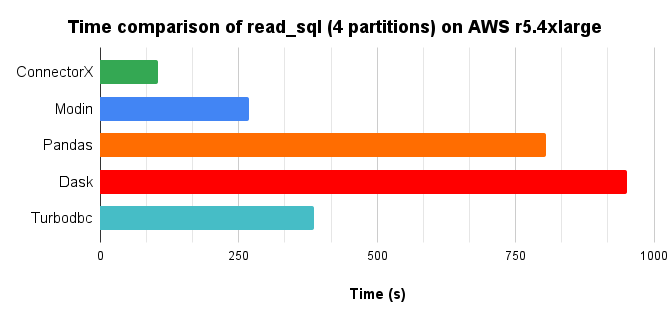 Time comparison of read_sql (4 partitions) on AWS r5.4xlarge
ConnectorX
Modin
Pandas
Dask
Turbodbc
0 250 500 750 1000
Time (s)